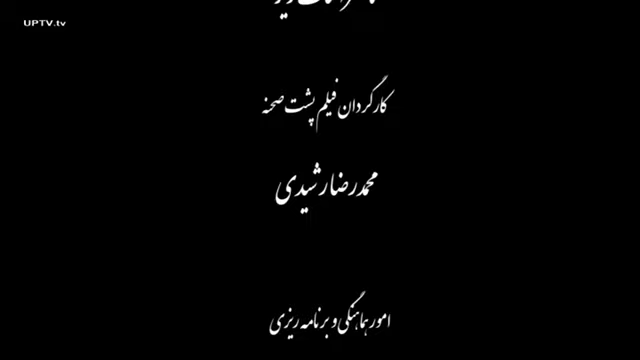 UPTV.tv
کارگردان فیلم پشت صحنه
محمدرضا رشیدی
امور هماهنگی و برنامه ریزی